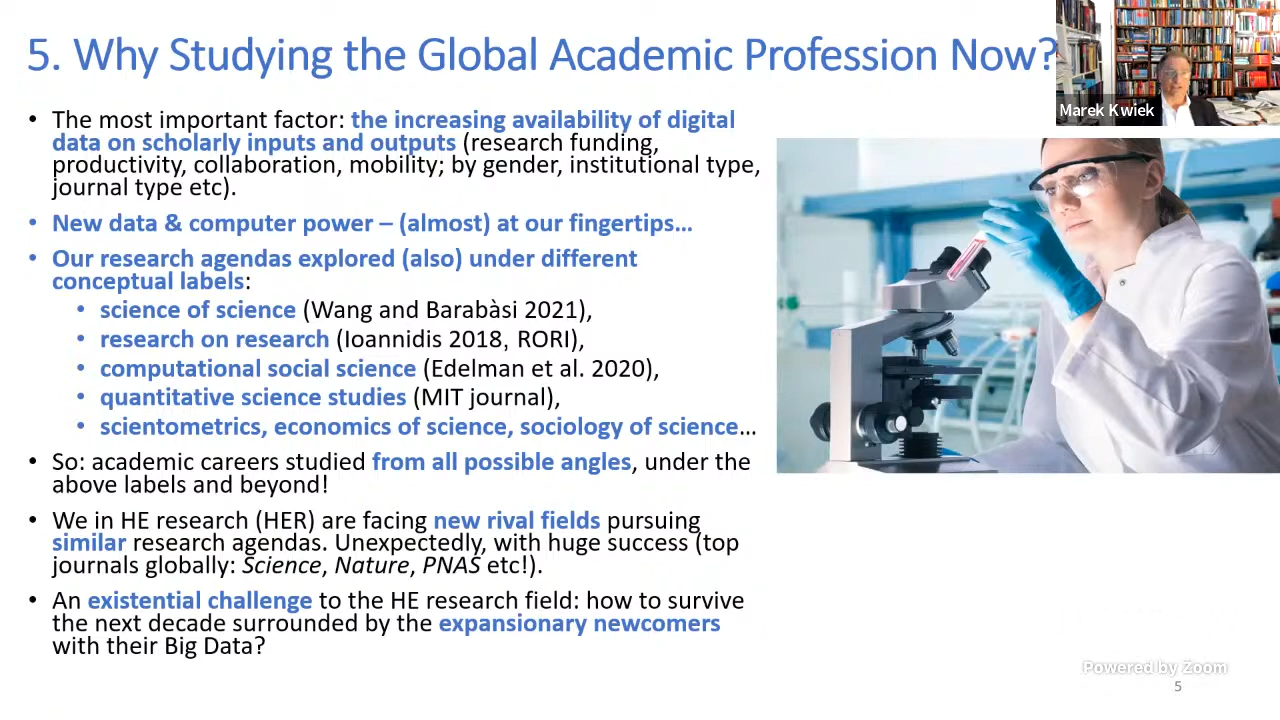 5. Why Studying the Global Academic Profession Now?
Marek Kwiek
• The most important factor: the increasing availability of digital
data on scholarly inputs and outputs (research funding,
productivity, collaboration, mobility; by gender, institutional type,
journal type etc).
• New data & computer power – (almost) at our fingertips…
• Our research agendas explored (also) under different
conceptual labels:
• science of science (Wang and Barabàsi 2021),
• research on research (Ioannidis 2018, RORI),
• computational social science (Edelman et al. 2020),
• quantitative science studies (MIT journal),
• scientometrics, economics of science, sociology of science…
• So: academic careers studied from all possible angles, under the
above labels and beyond!
• We in HE research (HER) are facing new rival fields pursuing
similar research agendas. Unexpectedly, with huge success (top
journals globally: Science, Nature, PNAS etc!).
• An existential challenge to the HE research field: how to survive
the next decade surrounded by the expansionary newcomers
with their Big Data?
Powered by Zoom
5